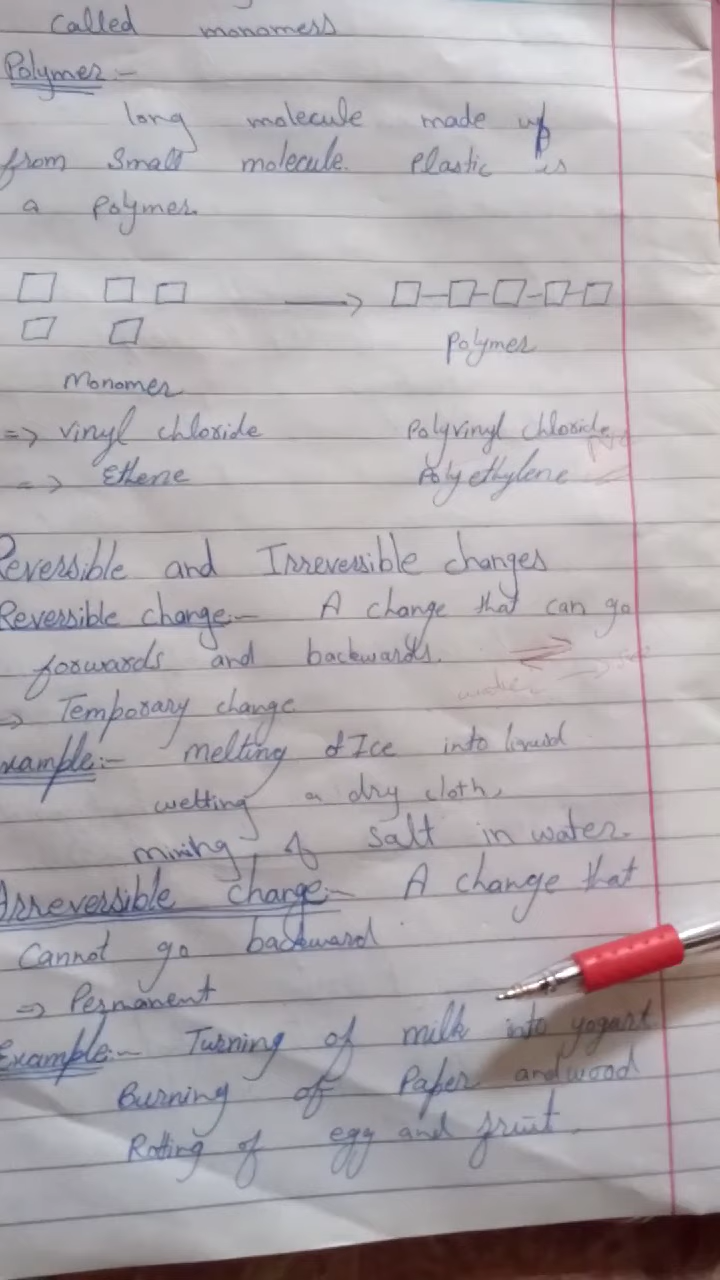 called monomers
Polymer:-
long molecule made up
from Small molecule. Plastic is
a Polymer.
Polymer
Monomer
=> vinyl chloride Polyvinyl chloride
=> Ethene Polyethylene
Reversible and Irreversible changes
Reversible change:- A change that can go
forwards and backwards.
water
=> Temporary change
Example:- melting of Ice into liquid
wetting a dry cloth,
mixing of salt in water.
Irreversible change:- A change that
Cannot go backward
=> Permanent
Example:- Turning of milk into yogart
Burning of Paper and wood
Rotting of egg and fruit.